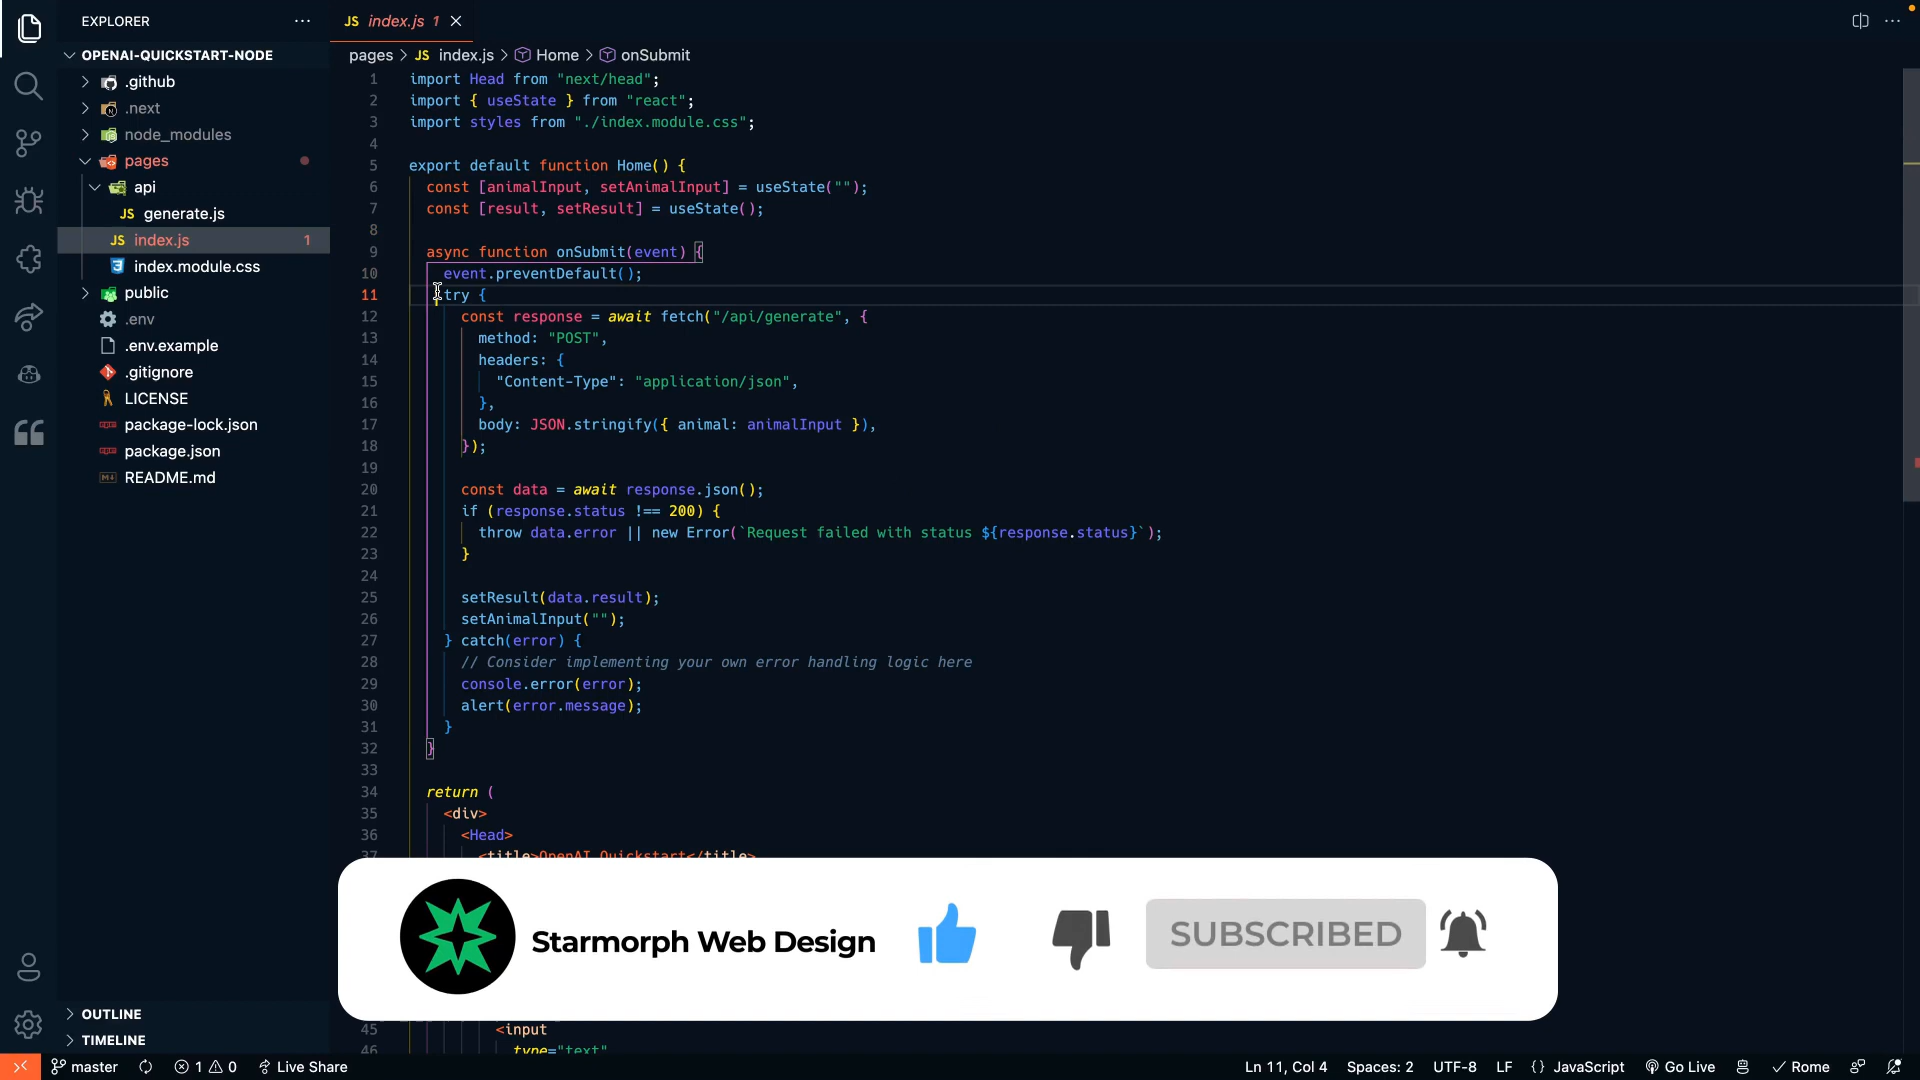 EXPLORER
OPENAI-QUICKSTART-NODE
.github
.next
node_modules
pages
api
JS generate.js
JS index.js 1
index.module.css
public
.env
.env.example
.gitignore
LICENSE
package-lock.json
package.json
README.md
OUTLINE
TIMELINE
JS index.js 1
pages > JS index.js > Home > onSubmit
1 import Head from "next/head";
2 import { useState } from "react";
3 import styles from "./index.module.css";
4
5 export default function Home() {
6 const [animalInput, setAnimalInput] = useState("");
7 const [result, setResult] = useState();
8
9 async function onSubmit(event) {
10 event.preventDefault();
11 try {
12 const response = await fetch("/api/generate", {
13 method: "POST",
14 headers: {
15 "Content-Type": "application/json",
16 },
17 body: JSON.stringify({ animal: animalInput }),
18 });
19
20 const data = await response.json();
21 if (response.status !== 200) {
22 throw data.error || new Error(`Request failed with status ${response.status}`);
23 }
24
25 setResult(data.result);
26 setAnimalInput("");
27 } catch(error) {
28 // Consider implementing your own error handling logic here
29 console.error(error);
30 alert(error.message);
31 }
32 }
33
34 return (
35 <div>
36 <Head>
37 <title>OpenAI Quickstart</title>
Starmorph Web Design
SUBSCRIBED
45 <input
46 type="text"
master
1 0
Live Share
Ln 11, Col 4
Spaces: 2
UTF-8
LF
{} JavaScript
Go Live
Rome